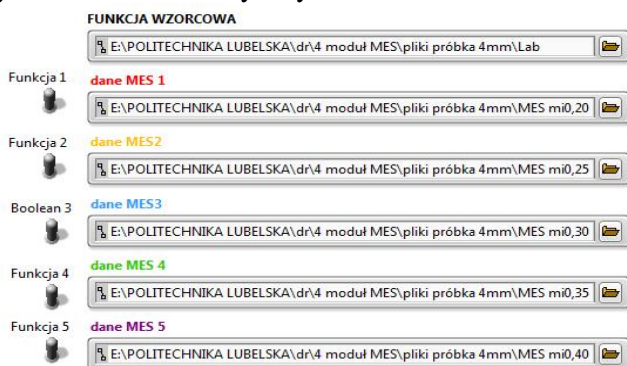 FUNKCJA WZORCOWA
E:\POLITECHNIKA LUBELSKA\dr\4 moduł MES\pliki próbka 4mm\Lab
Funkcja 1
dane MES 1
E:\POLITECHNIKA LUBELSKA\dr\4 moduł MES\pliki próbka 4mm\MES mi0,20
Funkcja 2
dane MES2
E:\POLITECHNIKA LUBELSKA\dr\4 moduł MES\pliki próbka 4mm\MES mi0,25
Boolean 3
dane MES3
E:\POLITECHNIKA LUBELSKA\dr\4 moduł MES\pliki próbka 4mm\MES mi0,30
Funkcja 4
dane MES 4
E:\POLITECHNIKA LUBELSKA\dr\4 moduł MES\pliki próbka 4mm\MES mi0,35
Funkcja 5
dane MES 5
E:\POLITECHNIKA LUBELSKA\dr\4 moduł MES\pliki próbka 4mm\MES mi0,40